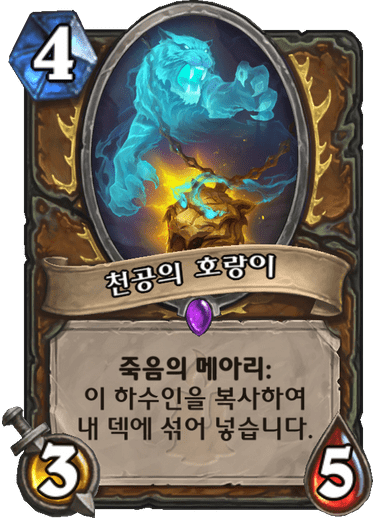 4
천공의 호랑이
죽음의 메아리:
이 하수인을 복사하여
내 덱에 섞어 넣습니다.
3
5